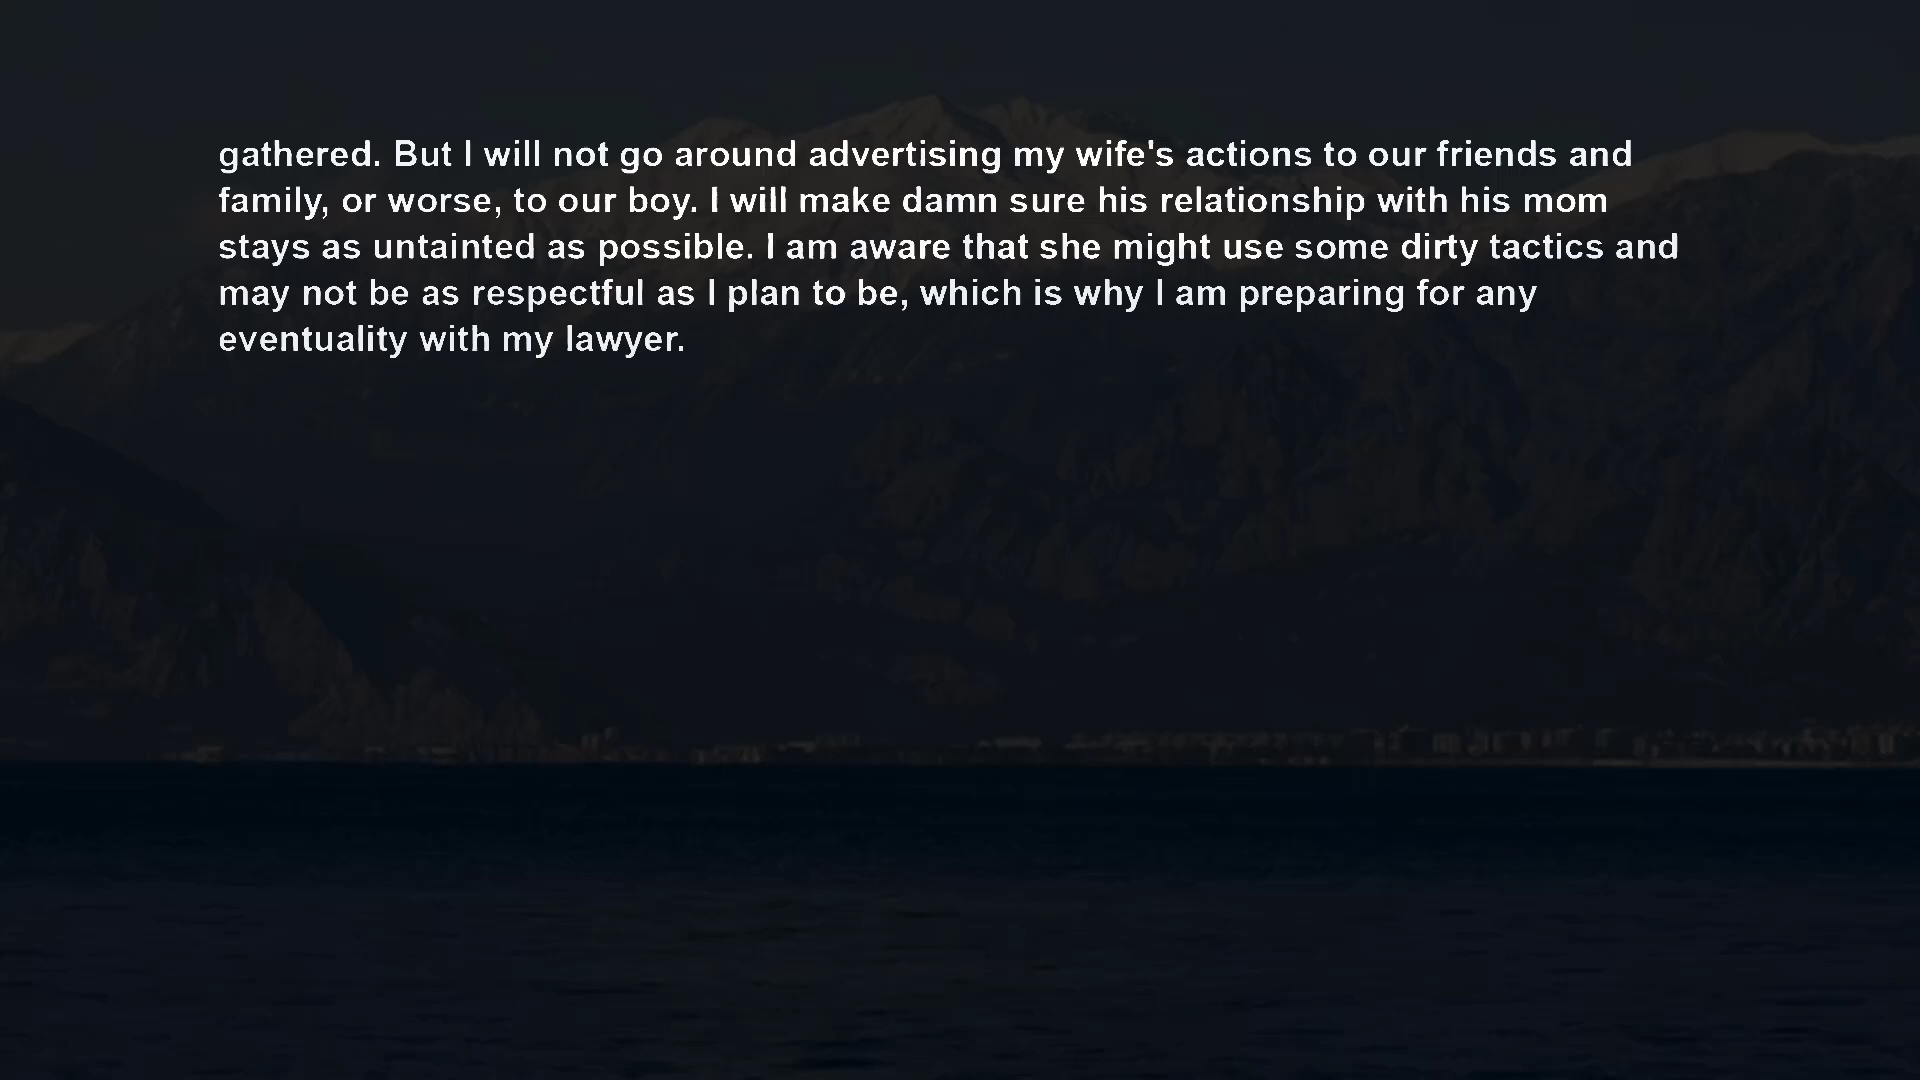 gathered. But I will not go around advertising my wife's actions to our friends and
family, or worse, to our boy. I will make damn sure his relationship with his mom
stays as untainted as possible. I am aware that she might use some dirty tactics and
may not be as respectful as I plan to be, which is why I am preparing for any
eventuality with my lawyer.